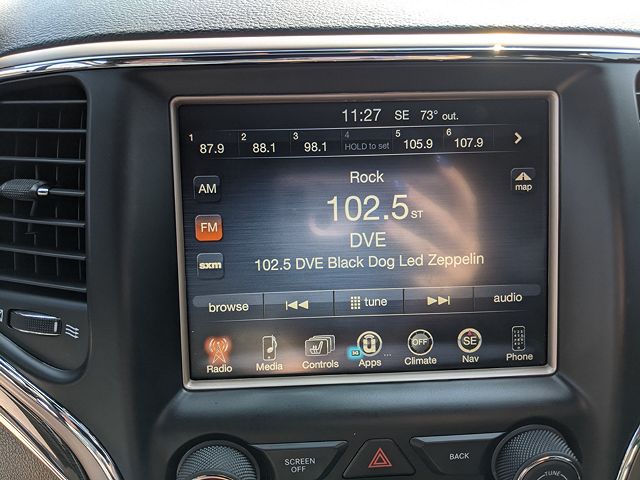 11:27 SE 73° out.
1 87.9 2 88.1 3 98.1 4 HOLD to set 5 105.9 6 107.9
Rock
map
AM
102.5 ST
FM
DVE
sxm
102.5 DVE Black Dog Led Zeppelin
browse tune audio
OFF SE
3G
Radio Media Controls Apps Climate Nav Phone
SCREEN OFF
BACK
TUNE